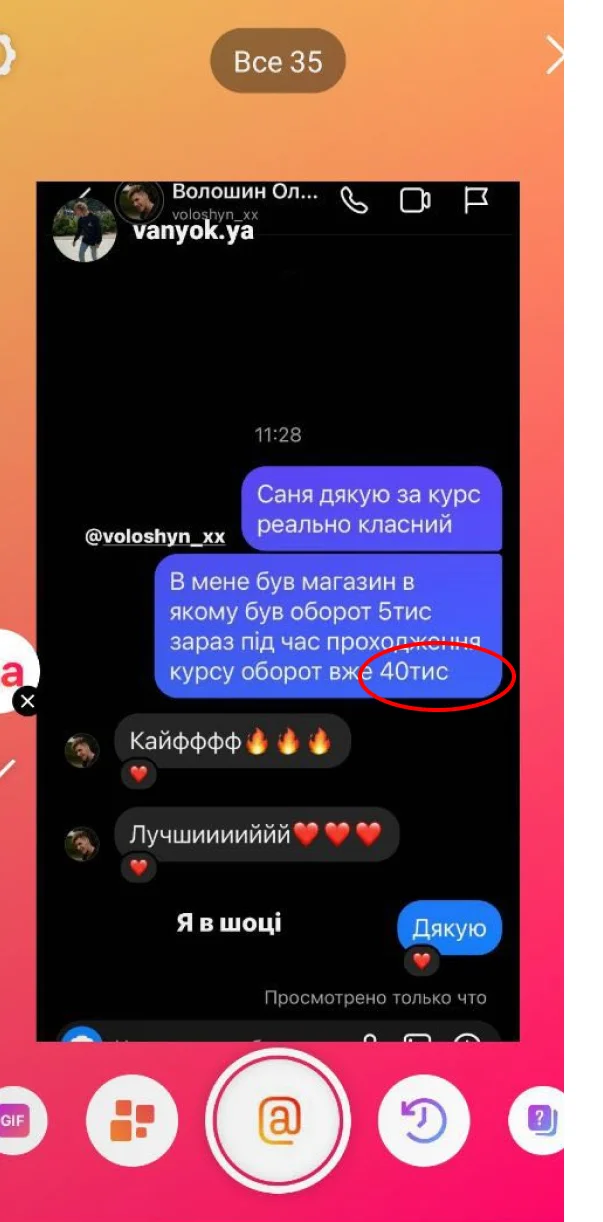 Все 35
Волошин Ол...
voloshyn_xx
vanyok.ya
11:28
Саня дякую за курс
реально класний
@voloshyn_xx
В мене був магазин в
якому був оборот 5тис
зараз під час проходження
курсу оборот вже 40тис
a
Кайфффф🔥🔥🔥
Лучшиииийй❤️❤️❤️
Я в шоці
Дякую
Просмотрено только что
GIF
@
?